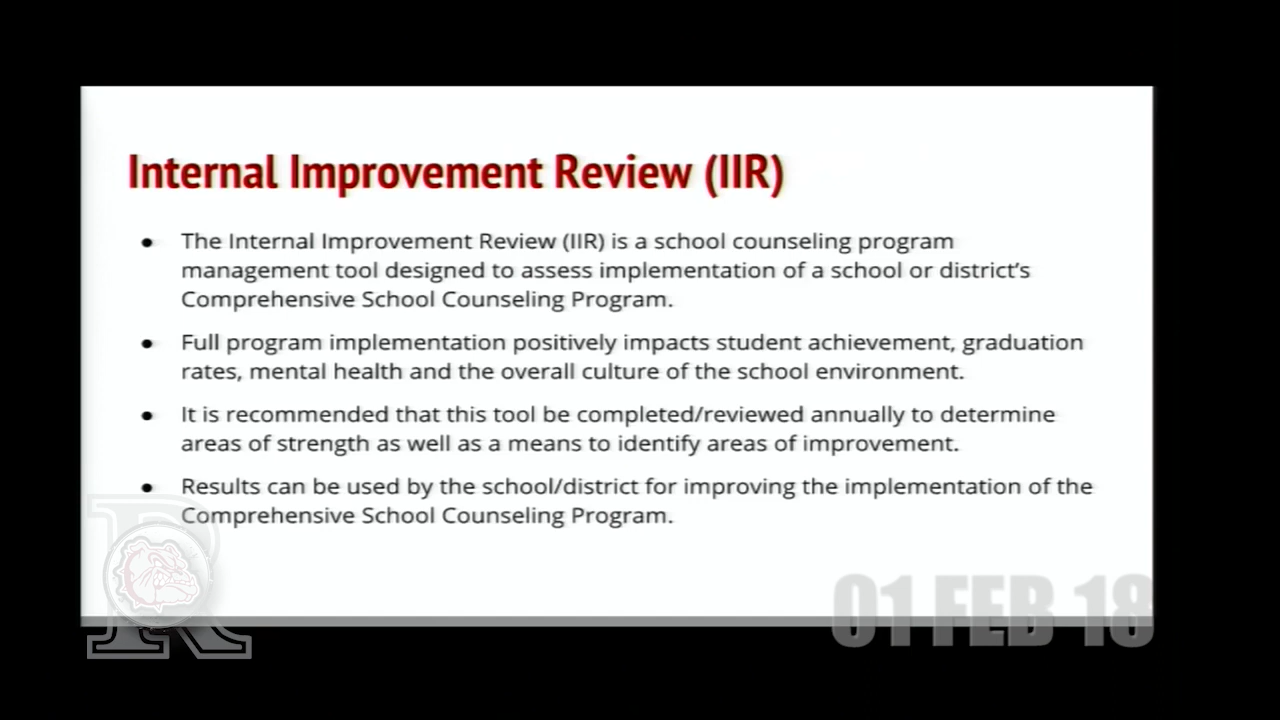 Internal Improvement Review (IIR)
● The Internal Improvement Review (IIR) is a school counseling program
management tool designed to assess implementation of a school or district’s
Comprehensive School Counseling Program.
● Full program implementation positively impacts student achievement, graduation
rates, mental health and the overall culture of the school environment.
● It is recommended that this tool be completed/reviewed annually to determine
areas of strength as well as a means to identify areas of improvement.
● Results can be used by the school/district for improving the implementation of the
Comprehensive School Counseling Program.
R
01 FEB 18